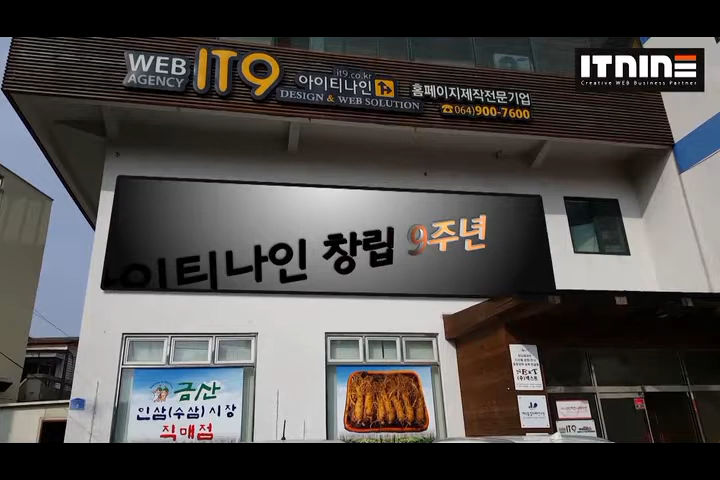 ITNINE
Creative WEB Business Partner
WEB AGENCY
IT9
it9.co.kr
아이티나인
DESIGN & WEB SOLUTION
홈페이지제작전문기업
☎064)900-7600
아이티나인 창립 9주년
금산
인삼(수삼)시장
직매점